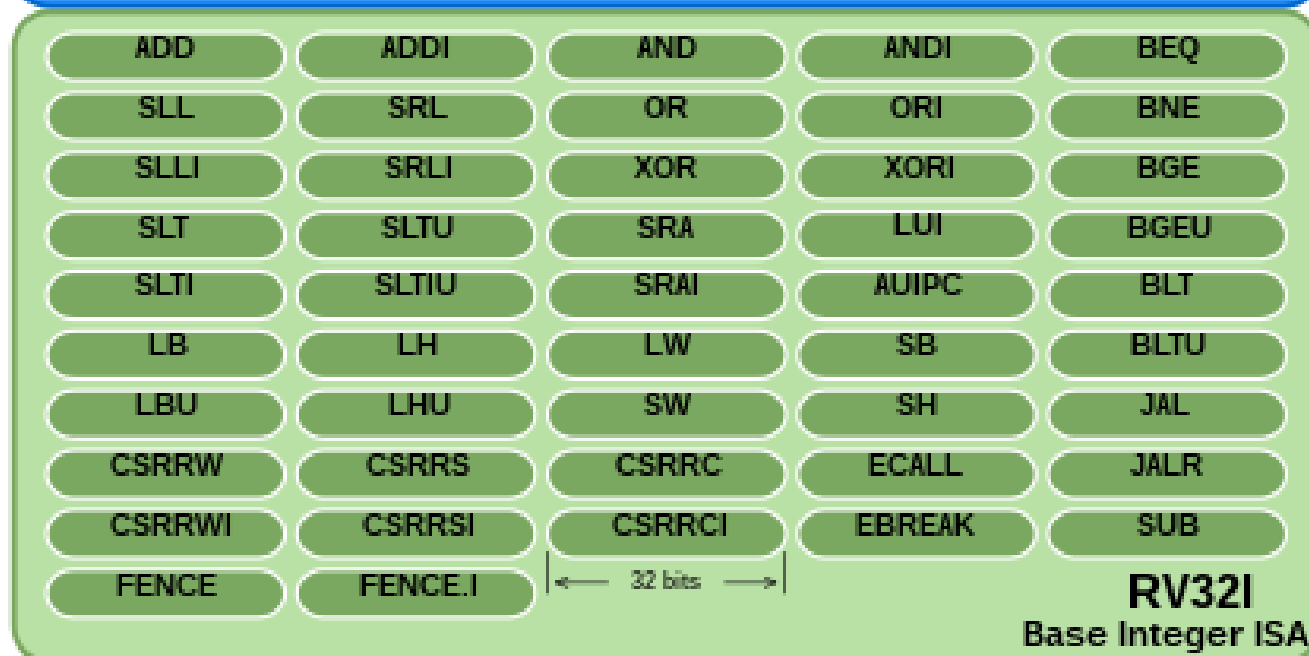 ADD ADDI AND ANDI BEQ
SLL SRL OR ORI BNE
SLLI SRLI XOR XORI BGE
SLT SLTU SRA LUI BGEU
SLTI SLTIU SRAI AUIPC BLT
LB LH LW SB BLTU
LBU LHU SW SH JAL
CSRRW CSRRS CSRRC ECALL JALR
CSRRWI CSRRSI CSRRCI EBREAK SUB
FENCE FENCE.I 32 bits RV32I
Base Integer ISA